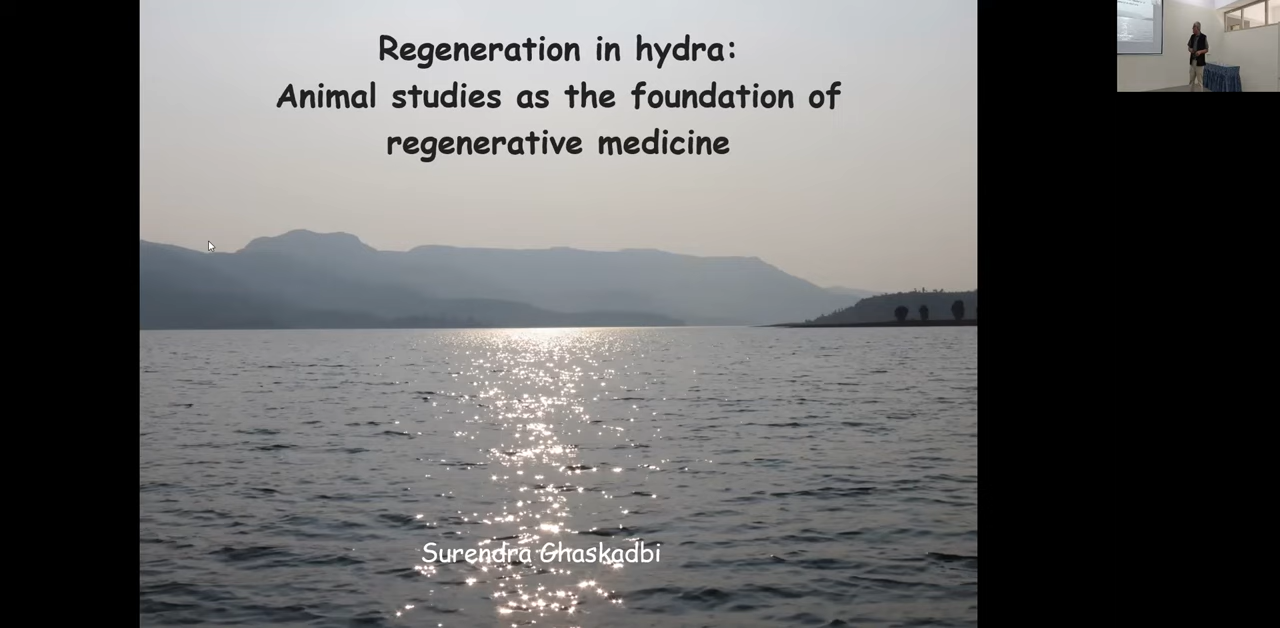 Regeneration in hydra:
Animal studies as the foundation of
regenerative medicine
Surendra Ghaskadbi